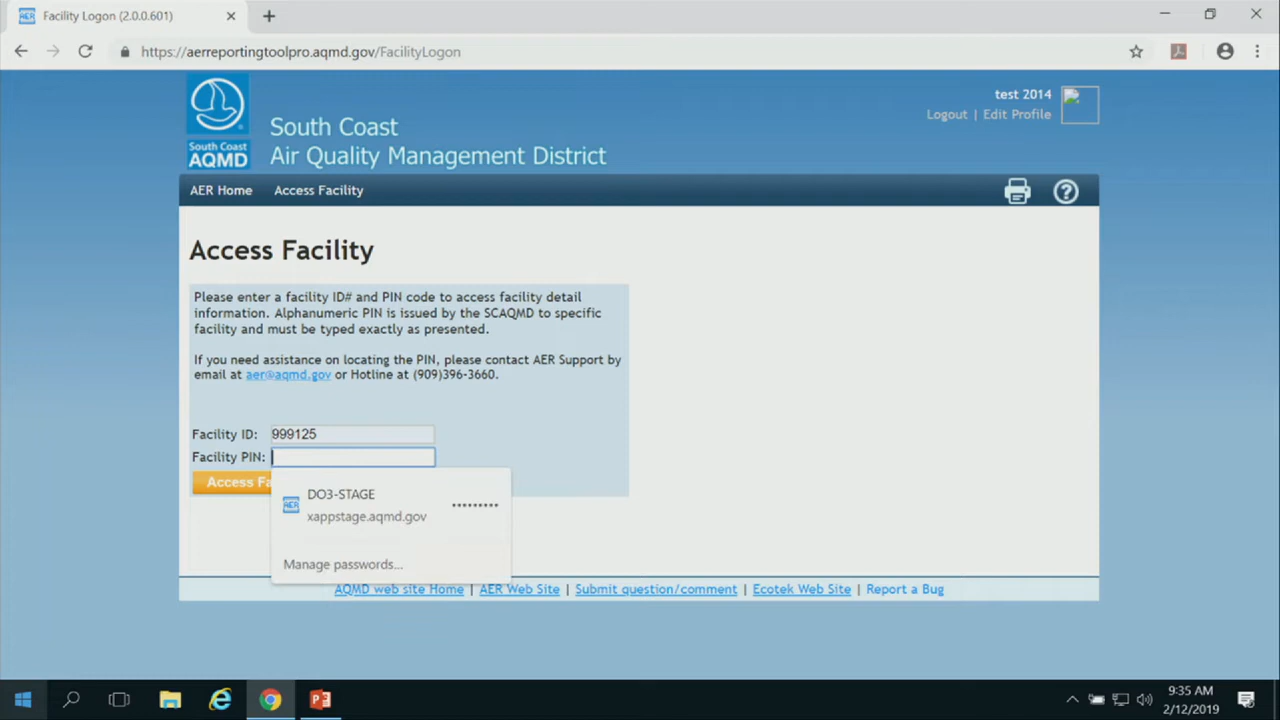 Facility Logon (2.0.0.601)
https://aerreportingtoolpro.aqmd.gov/FacilityLogon
South Coast
AQMD
South Coast
Air Quality Management District
test 2014
Logout | Edit Profile
AER Home Access Facility
Access Facility
Please enter a facility ID# and PIN code to access facility detail
information. Alphanumeric PIN is issued by the SCAQMD to specific
facility and must be typed exactly as presented.
If you need assistance on locating the PIN, please contact AER Support by
email at aer@aqmd.gov or Hotline at (909)396-3660.
Facility ID: 999125
Facility PIN:
Access Fa
AER
DO3-STAGE
xappstage.aqmd.gov
•••••••••
Manage passwords...
AQMD web site Home | AER Web Site | Submit question/comment | Ecotek Web Site | Report a Bug
9:35 AM
2/12/2019